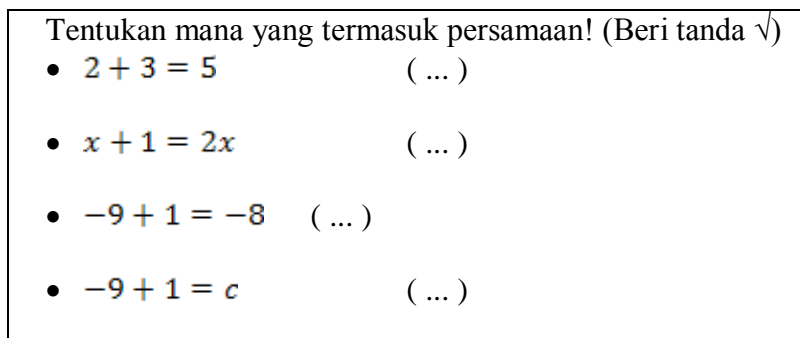 Tentukan mana yang termasuk persamaan! (Beri tanda √)
• 2 + 3 = 5 ( ... )
• x + 1 = 2x ( ... )
• −9 + 1 = −8 ( ... )
• −9 + 1 = c ( ... )